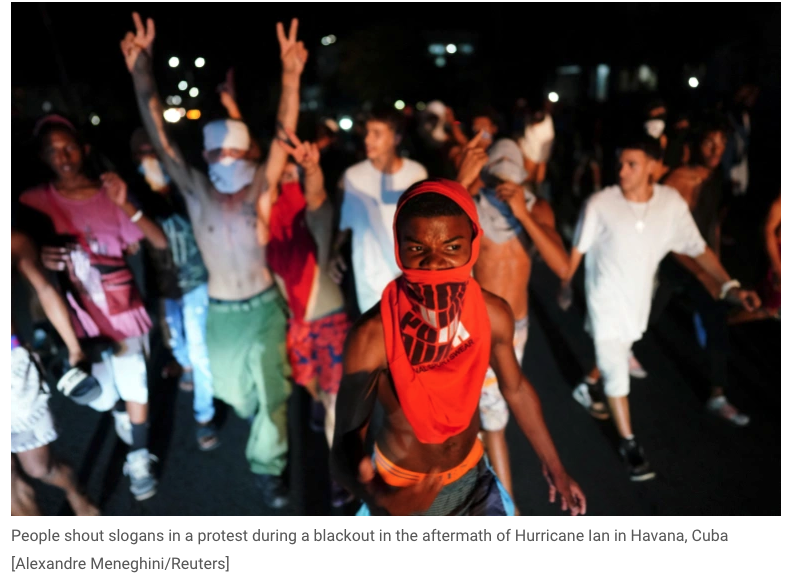 People shout slogans in a protest during a blackout in the aftermath of Hurricane Ian in Havana, Cuba
[Alexandre Meneghini/Reuters]